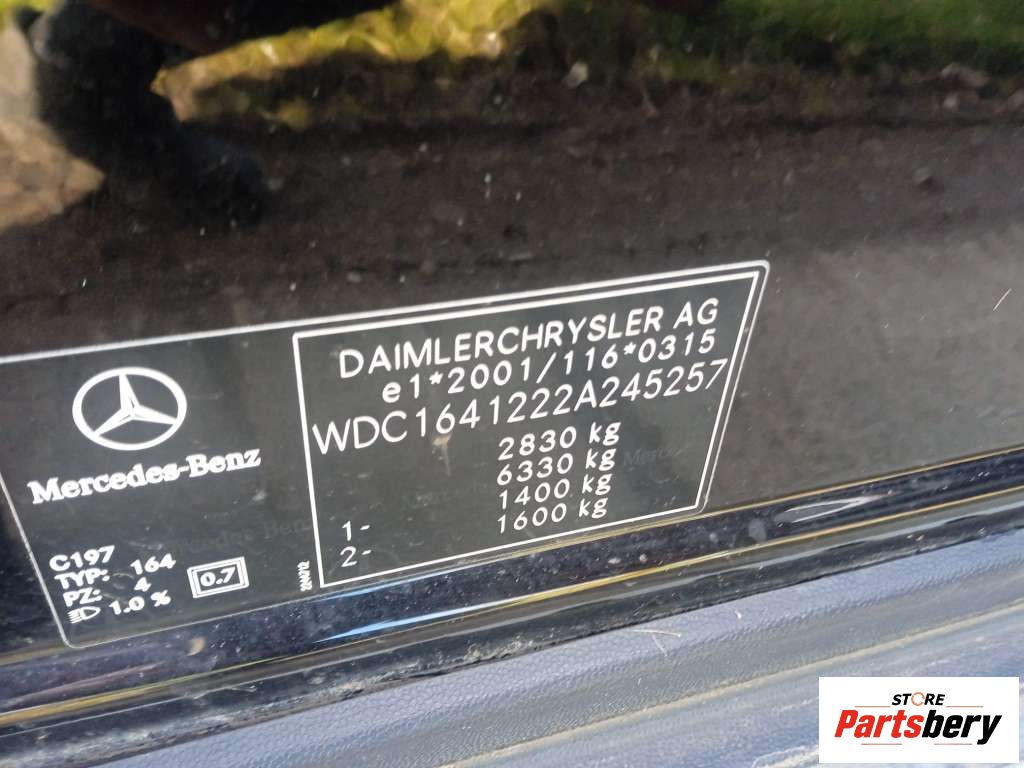 DAIMLERCHRYSLER AG
e1*2001/116*0315
WDC1641222A245257
2830 kg
6330 kg
1- 1400 kg
2- 1600 kg
Mercedes-Benz
C197
TYP: 164
PZ: 4
1.0 %
0.7
STORE
Partsbery